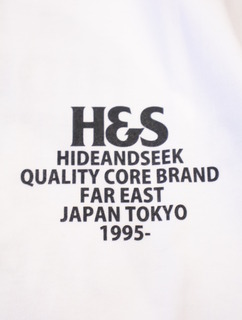 H&S
HIDEANDSEEK
QUALITY CORE BRAND
FAR EAST
JAPAN TOKYO
1995-